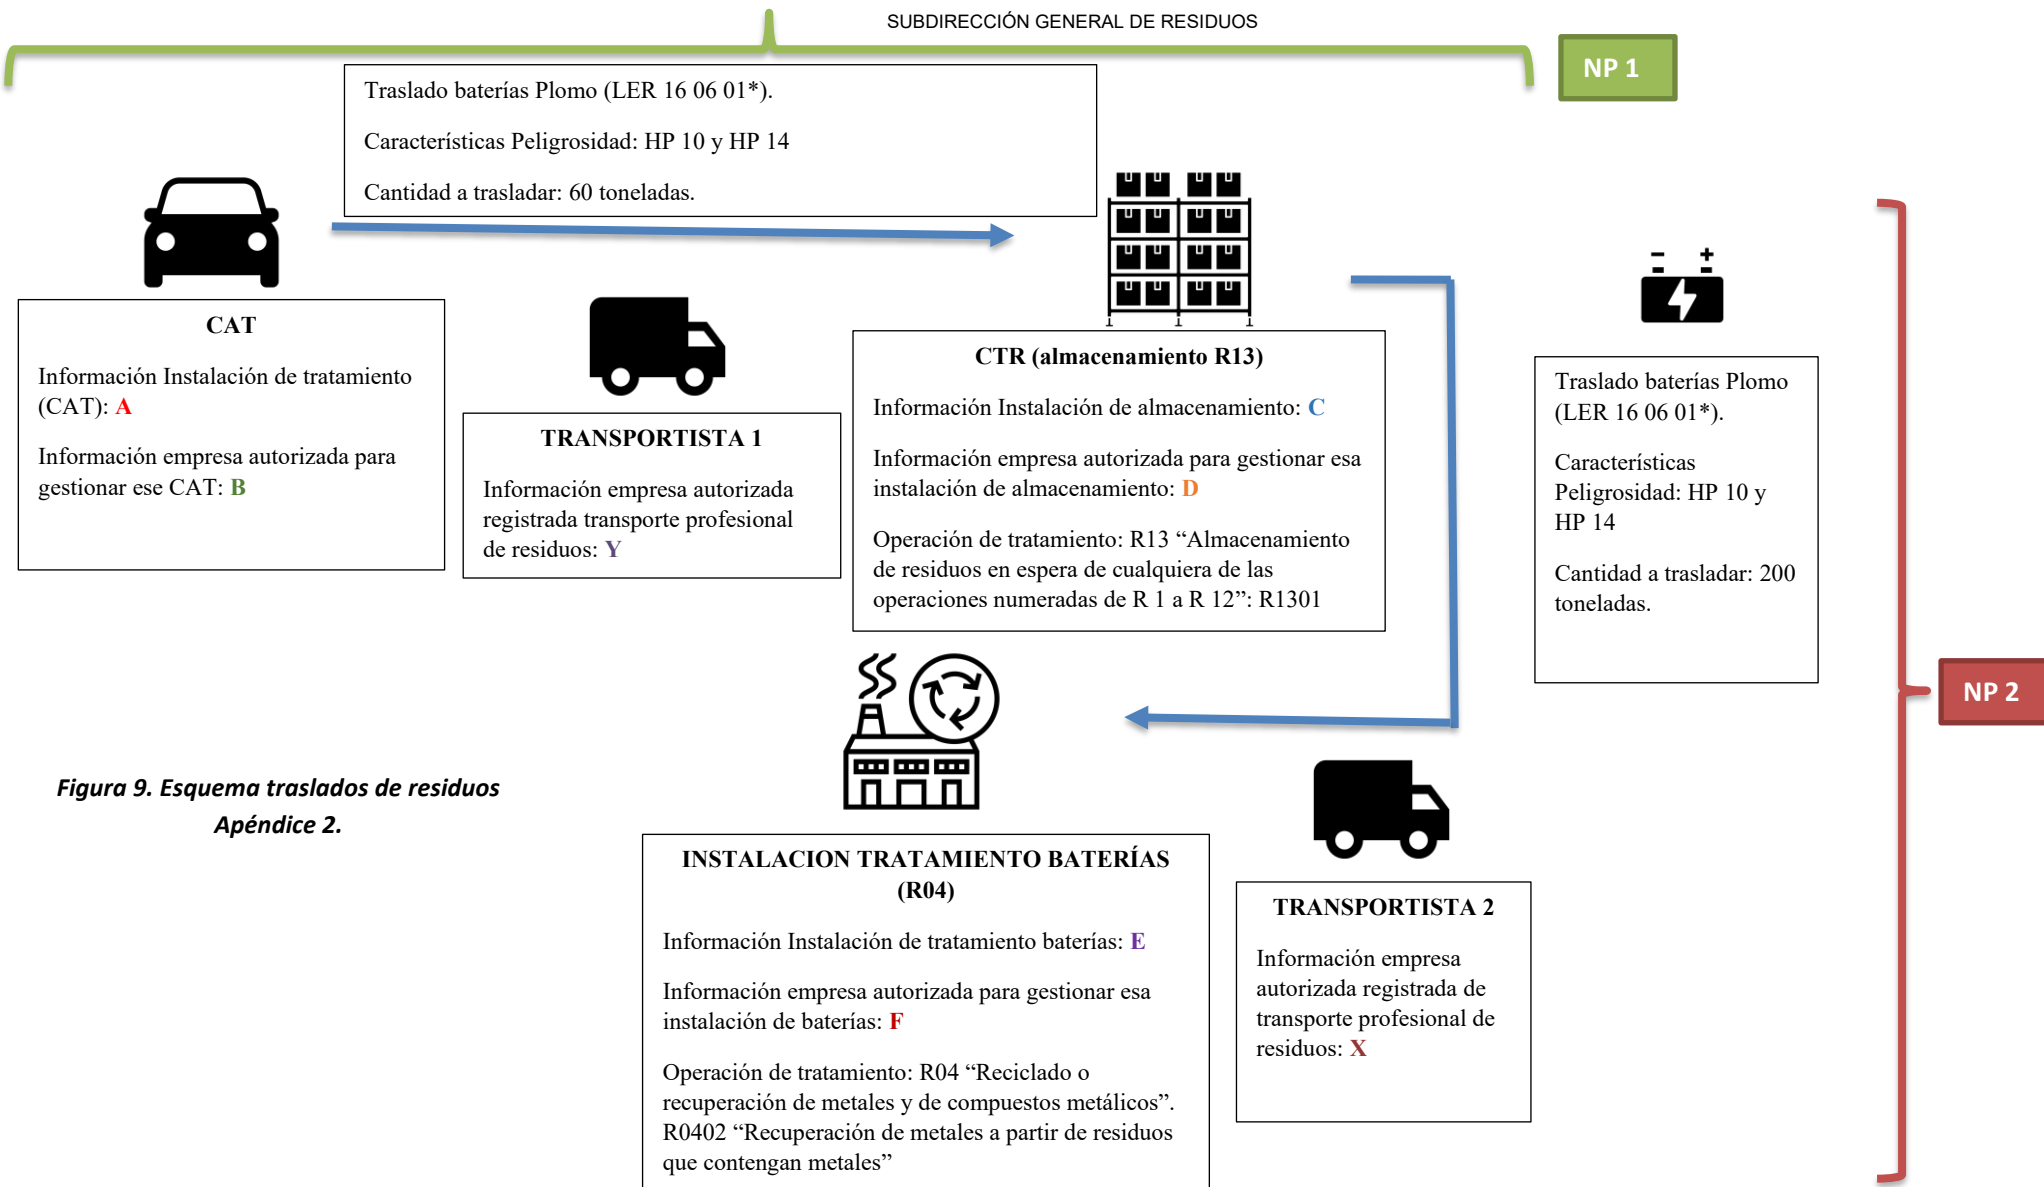 SUBDIRECCIÓN GENERAL DE RESIDUOS
NP 1
Traslado baterías Plomo (LER 16 06 01*).
Características Peligrosidad: HP 10 y HP 14
Cantidad a trasladar: 60 toneladas.
CAT
Información Instalación de tratamiento
(CAT): A
Información empresa autorizada para
gestionar ese CAT: B
TRANSPORTISTA 1
Información empresa autorizada
registrada transporte profesional
de residuos: Y
CTR (almacenamiento R13)
Información Instalación de almacenamiento: C
Información empresa autorizada para gestionar esa
instalación de almacenamiento: D
Operación de tratamiento: R13 “Almacenamiento
de residuos en espera de cualquiera de las
operaciones numeradas de R 1 a R 12”: R1301
- +
Traslado baterías Plomo
(LER 16 06 01*).
Características
Peligrosidad: HP 10 y
HP 14
Cantidad a trasladar: 200
toneladas.
NP 2
Figura 9. Esquema traslados de residuos
Apéndice 2.
INSTALACION TRATAMIENTO BATERÍAS
(R04)
Información Instalación de tratamiento baterías: E
Información empresa autorizada para gestionar esa
instalación de baterías: F
Operación de tratamiento: R04 “Reciclado o
recuperación de metales y de compuestos metálicos”.
R0402 “Recuperación de metales a partir de residuos
que contengan metales”
TRANSPORTISTA 2
Información empresa
autorizada registrada de
transporte profesional de
residuos: X